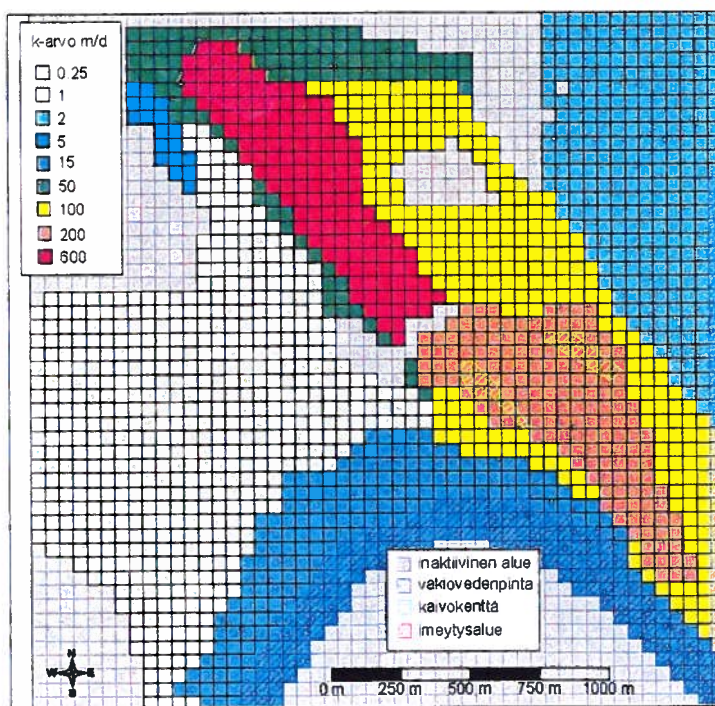 k-arvo m/d
0.25
1
2
5
15
50
100
200
600
inaktiivinen alue
vakiovedenpinta
kaivokenttä
imeytysalue
N
W E
S
0 m 250 m 500 m 750 m 1000 m